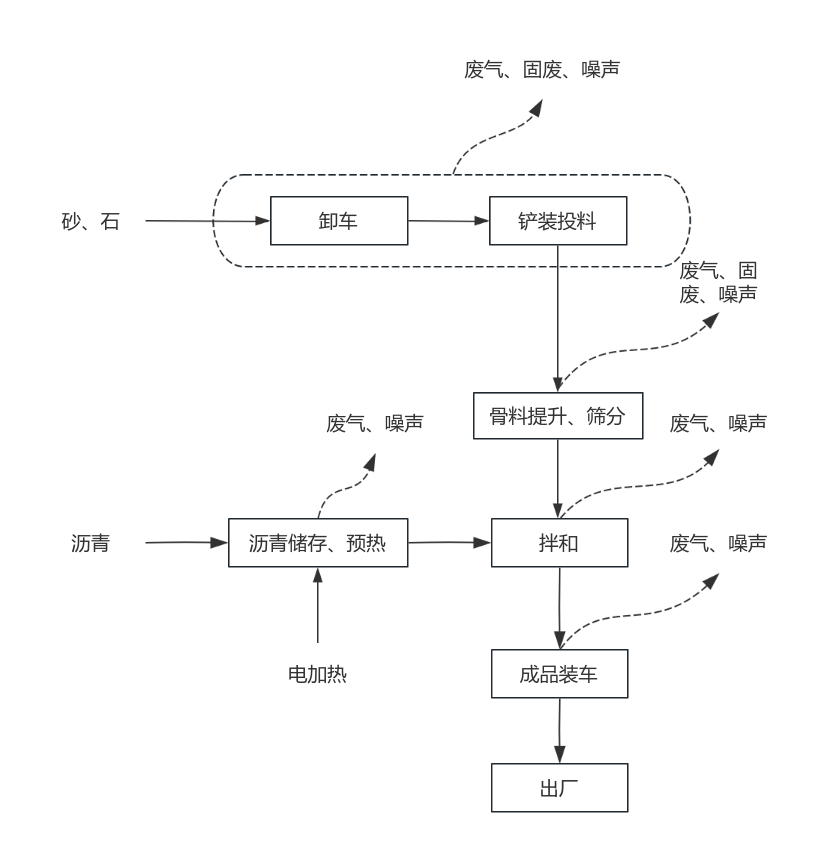 废气、固废、噪声
砂、石
卸车
铲装投料
废气、固
废、噪声
骨料提升、筛分
废气、噪声
废气、噪声
沥青
沥青储存、预热
拌和
废气、噪声
电加热
成品装车
出厂